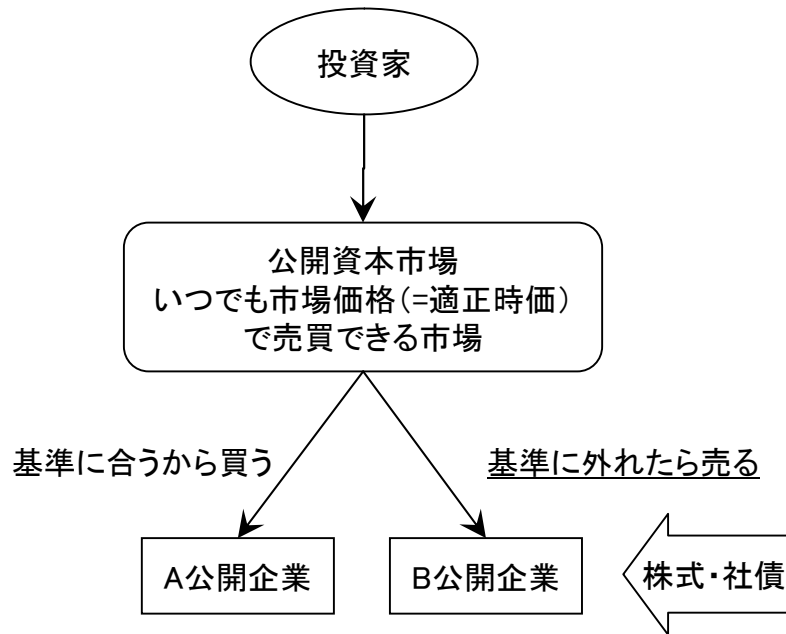 投資家
公開資本市場
いつでも市場価格(=適正時価)
で売買できる市場
基準に合うから買う
基準に外れたら売る
A公開企業
B公開企業
株式・社債